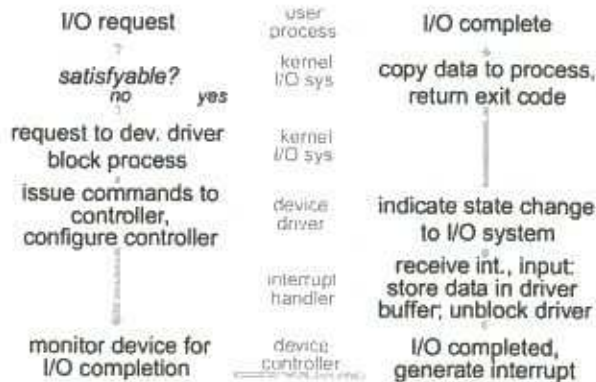 I/O request
user
process
I/O complete
satisfyable?
no yes
kernel
I/O sys
copy data to process,
return exit code
request to dev. driver
block process
kernel
I/O sys
issue commands to
controller,
configure controller
device
driver
indicate state change
to I/O system
interrupt
handler
receive int., input:
store data in driver
buffer; unblock driver
monitor device for
I/O completion
device
controller
I/O completed,
generate interrupt